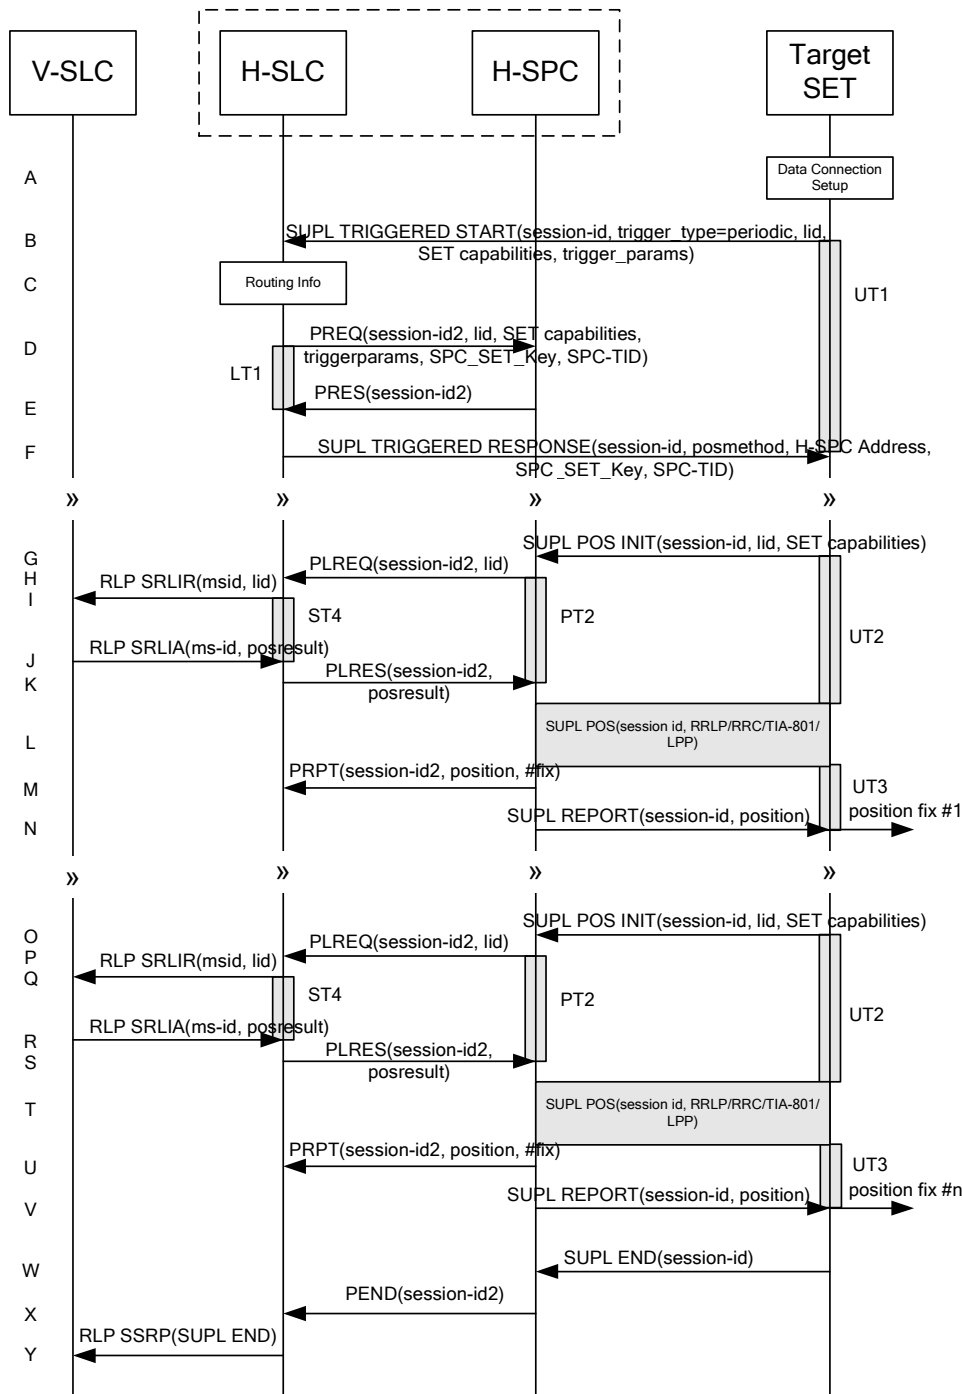 V-SLC
H-SLC
H-SPC
Target
SET
A
Data Connection
Setup
B
SUPL TRIGGERED START(session-id, trigger_type=periodic, lid,
SET capabilities, trigger_params)
C
Routing Info
UT1
D
PREQ(session-id2, lid, SET capabilities,
triggerparams, SPC_SET_Key, SPC-TID)
LT1
E
PRES(session-id2)
F
SUPL TRIGGERED RESPONSE(session-id, posmethod, H-SPC Address,
SPC_SET_Key, SPC-TID)
» » » »
G
SUPL POS INIT(session-id, lid, SET capabilities)
H
PLREQ(session-id2, lid)
I
RLP SRLIR(msid, lid)
ST4
PT2
UT2
J
RLP SRLIA(ms-id, posresult)
K
PLRES(session-id2,
posresult)
L
SUPL POS(session id, RRLP/RRC/TIA-801/
LPP)
M
PRPT(session-id2, position, #fix)
UT3
position fix #1
N
SUPL REPORT(session-id, position)
» » » »
O
SUPL POS INIT(session-id, lid, SET capabilities)
P
PLREQ(session-id2, lid)
Q
RLP SRLIR(msid, lid)
ST4
PT2
UT2
R
RLP SRLIA(ms-id, posresult)
S
PLRES(session-id2,
posresult)
T
SUPL POS(session id, RRLP/RRC/TIA-801/
LPP)
U
PRPT(session-id2, position, #fix)
UT3
position fix #n
V
SUPL REPORT(session-id, position)
W
SUPL END(session-id)
X
PEND(session-id2)
Y
RLP SSRP(SUPL END)